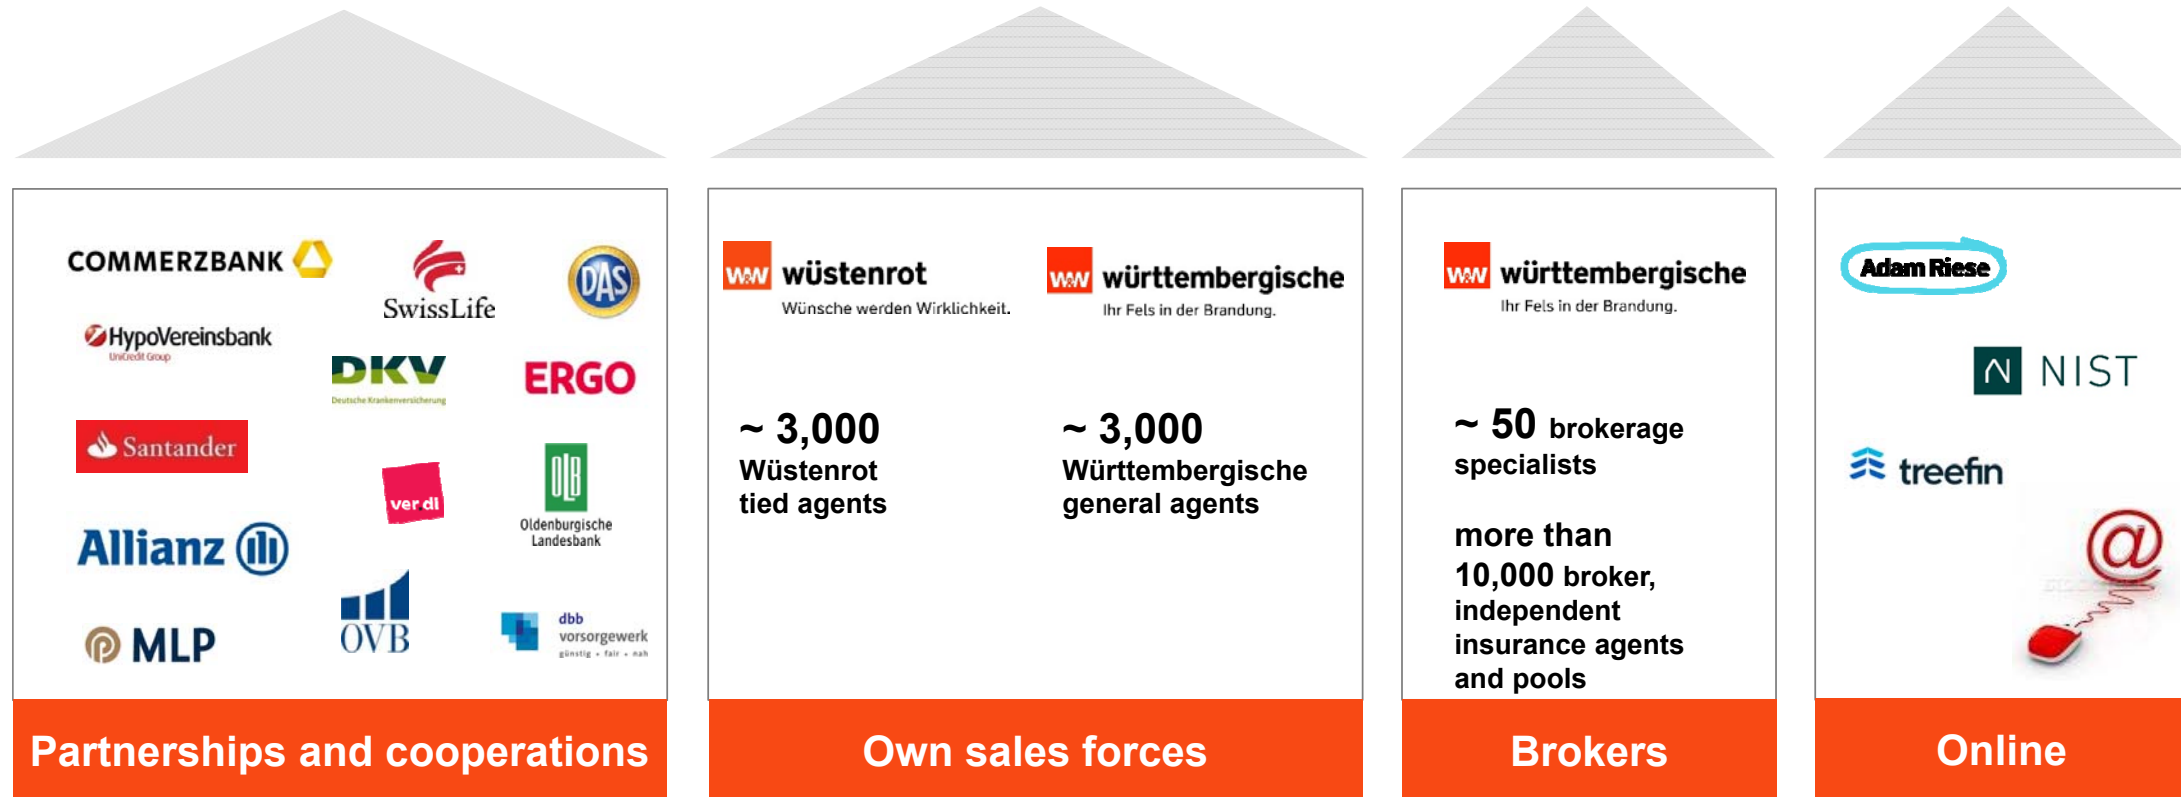 COMMERZBANK
SwissLife
DAS
HypoVereinsbank
UniCredit Group
DKV
Deutsche Krankenversicherung
ERGO
Santander
ver.di
OLB
Oldenburgische
Landesbank
Allianz
MLP
OVB
dbb
vorsorgewerk
günstig • fair • nah
Partnerships and cooperations
W&W wüstenrot
Wünsche werden Wirklichkeit.
~ 3,000
Wüstenrot
tied agents
W&W württembergische
Ihr Fels in der Brandung.
~ 3,000
Württembergische
general agents
Own sales forces
W&W württembergische
Ihr Fels in der Brandung.
~ 50 brokerage
specialists
more than
10,000 broker,
independent
insurance agents
and pools
Brokers
Adam Riese
N NIST
treefin
@
Online